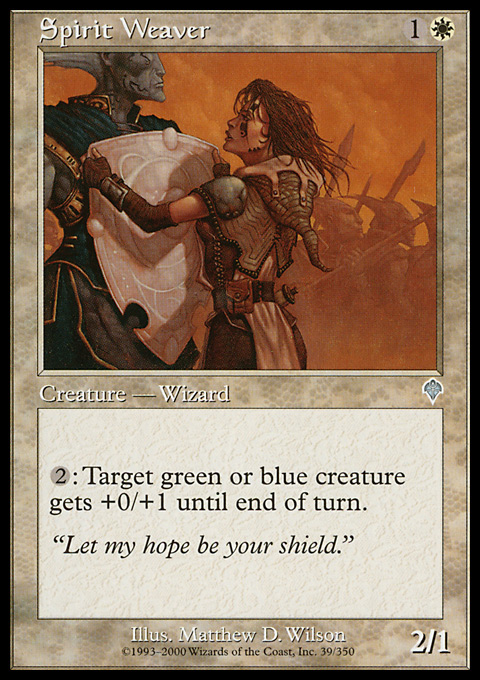 Spirit Weaver 1
Creature — Wizard
2: Target green or blue creature
gets +0/+1 until end of turn.
“Let my hope be your shield.”
Illus. Matthew D. Wilson
©1993–2000 Wizards of the Coast, Inc. 39/350
2/1